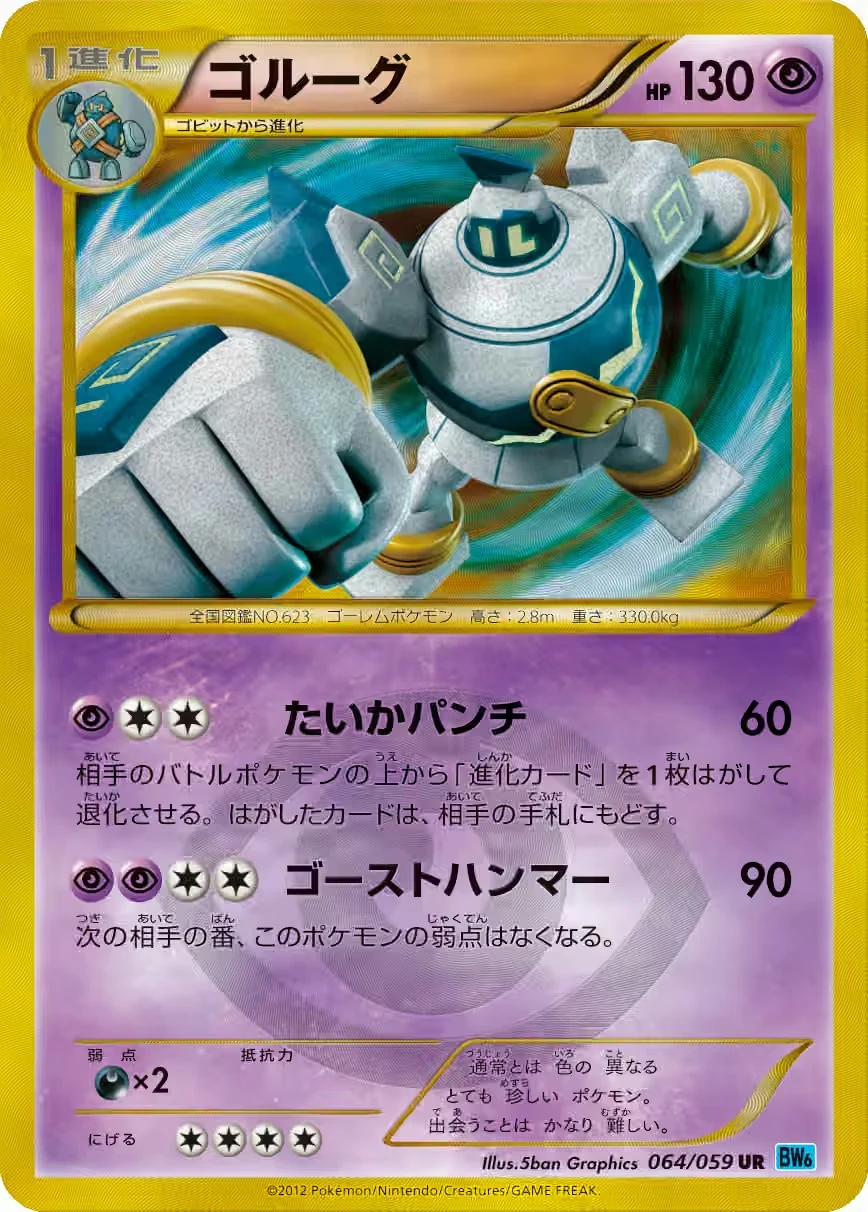 1進化
ゴルーグ
HP 130
ゴビットから進化
全国図鑑NO.623 ゴーレムポケモン 高さ:2.8m 重さ:330.0kg
たいかパンチ 60
相手のバトルポケモンの上から「進化カード」を1枚はがして
退化させる。はがしたカードは、相手の手札にもどす。
ゴーストハンマー 90
次の相手の番、このポケモンの弱点はなくなる。
弱点 抵抗力
×2
にげる
通常とは 色の 異なる
とても 珍しい ポケモン。
出会うことは かなり 難しい。
Illus.5ban Graphics 064/059 UR BW6
©2012 Pokémon/Nintendo/Creatures/GAME FREAK.